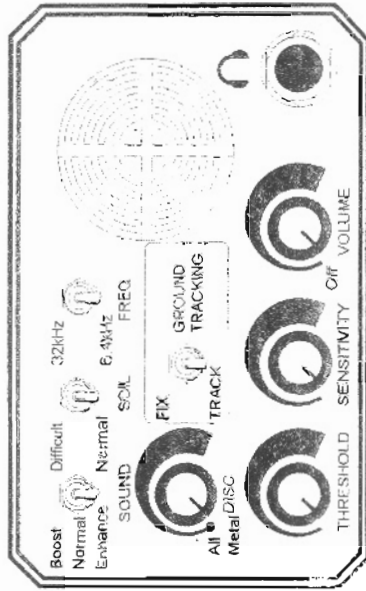 Boost
Normal
Enhance
SOUND
Difficult
Normal
SOIL
32kHz
6.4kHz
FREQ
FIX
TRACK
GROUND
TRACKING
All
Metal
DISC
THRESHOLD
SENSITIVITY
Off
VOLUME